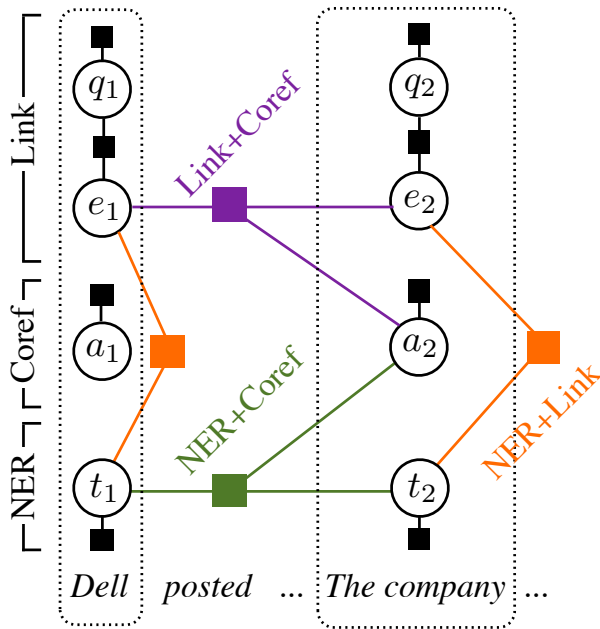 Link
Coref
NER
q1
q2
Link+Coref
e1
e2
a1
a2
NER+Coref
NER+Link
t1
t2
Dell posted ... The company ...